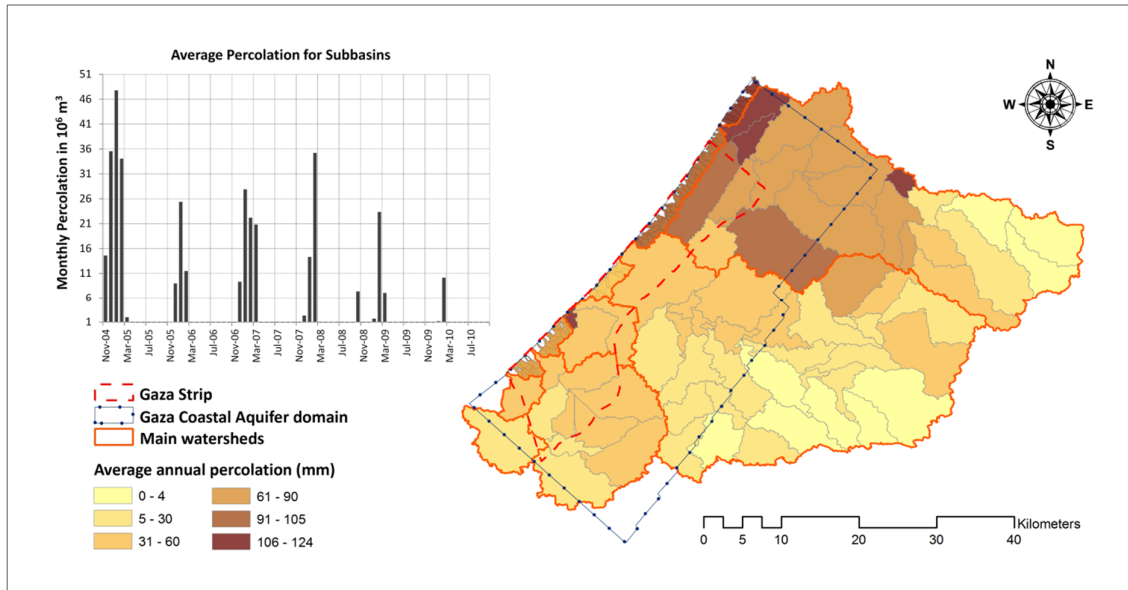 Average Percolation for Subbasins
Monthly Percolation in 10⁶ m³
51
46
41
36
31
26
21
16
11
6
1
Nov-04 Mar-05 Jul-05 Nov-05 Mar-06 Jul-06 Nov-06 Mar-07 Jul-07 Nov-07 Mar-08 Jul-08 Nov-08 Mar-09 Jul-09 Nov-09 Mar-10 Jul-10
N
W E
S
Gaza Strip
Gaza Coastal Aquifer domain
Main watersheds
Average annual percolation (mm)
0 - 4 61 - 90
5 - 30 91 - 105
31 - 60 106 - 124
Kilometers
0 5 10 20 30 40